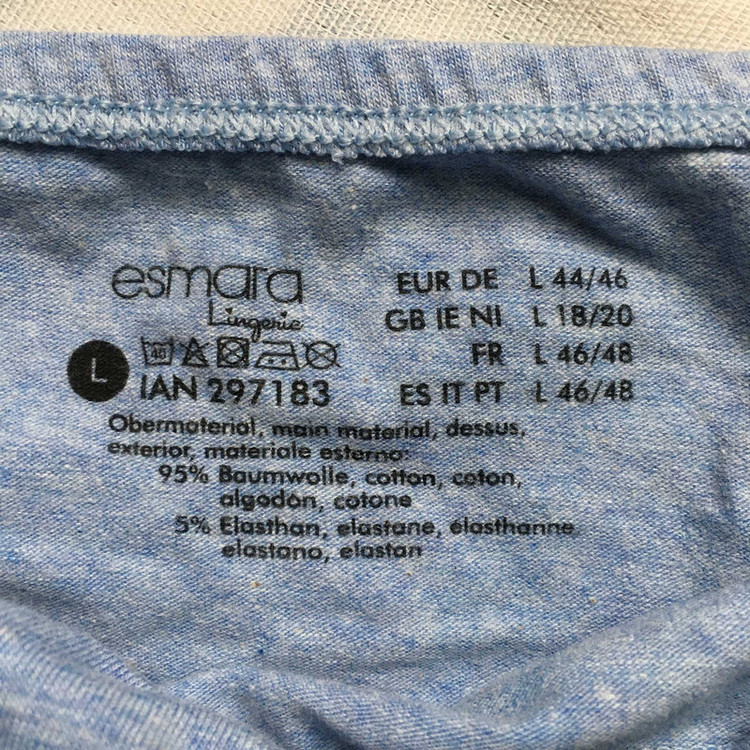 esmara
Lingerie
40
L
IAN 297183
EUR DE L 44/46
GB IE NI L 18/20
FR L 46/48
ES IT PT L 46/48
Obermaterial, main material, dessus,
exterior, materiale esterno:
95% Baumwolle, cotton, coton,
algodón, cotone
5% Elasthan, elastane, élasthanne
elastano, elastan